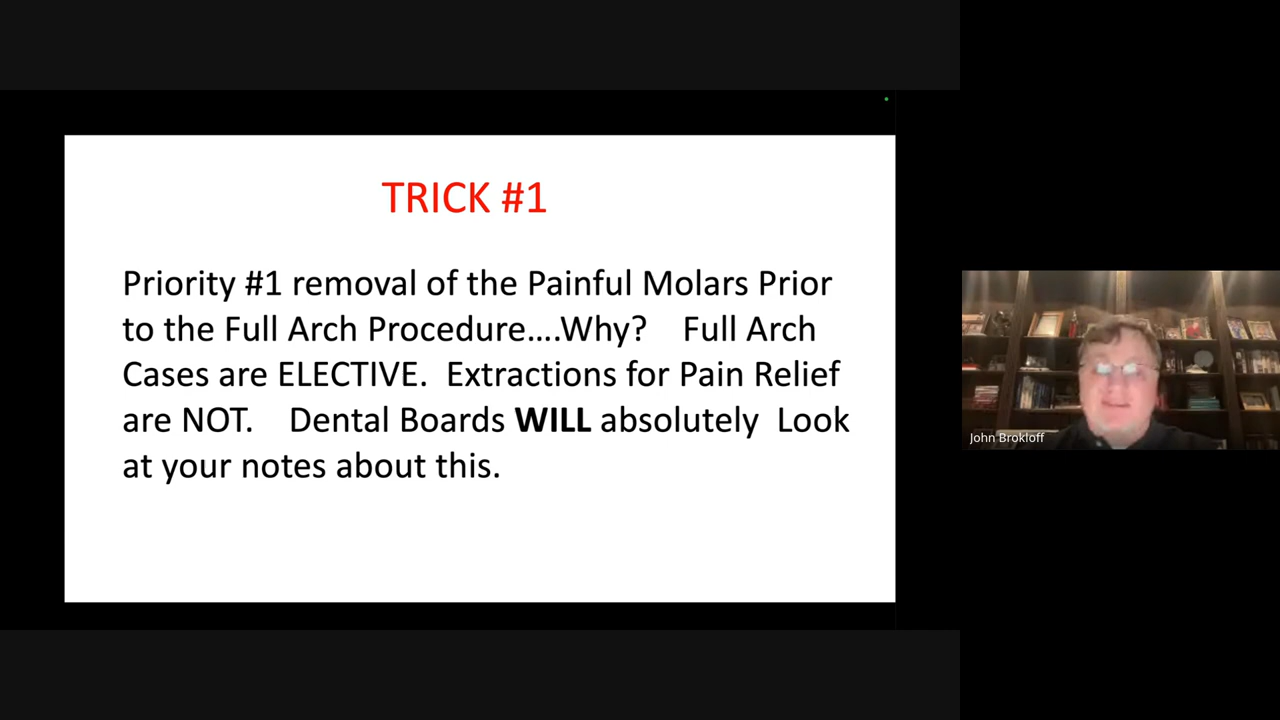 TRICK #1
Priority #1 removal of the Painful Molars Prior
to the Full Arch Procedure....Why? Full Arch
Cases are ELECTIVE. Extractions for Pain Relief
are NOT. Dental Boards WILL absolutely Look
at your notes about this.
John Brokloff